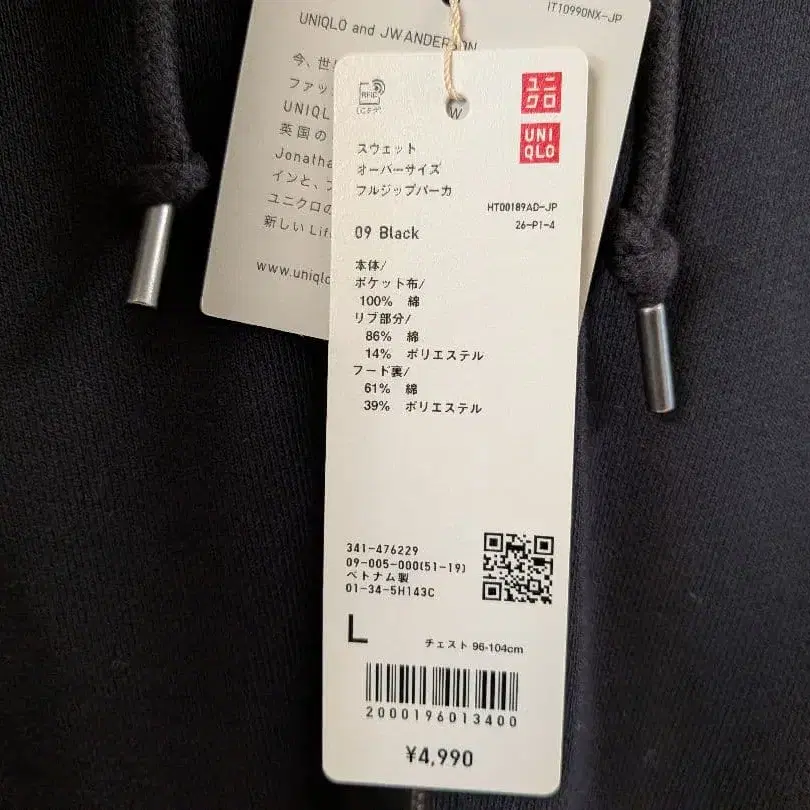 IT10990NX-JP
UNIQLO and JW ANDERSON
今、世
ファッ
UNIQL
英国の
Jonatha
インと、
ユニクロの
新しい Life
www.uniqlo
RFID
W
ユニ
クロ
UNI
QLO
スウェット
オーバーサイズ
フルジップパーカ
HT00189AD-JP
26-P1-4
09 Black
本体/
ポケット布/
100% 綿
リブ部分/
86% 綿
14% ポリエステル
フード裏/
61% 綿
39% ポリエステル
341-476229
09-005-000(51-19)
ベトナム製
01-34-5H143C
L
チェスト 96-104cm
2000196013400
¥4,990